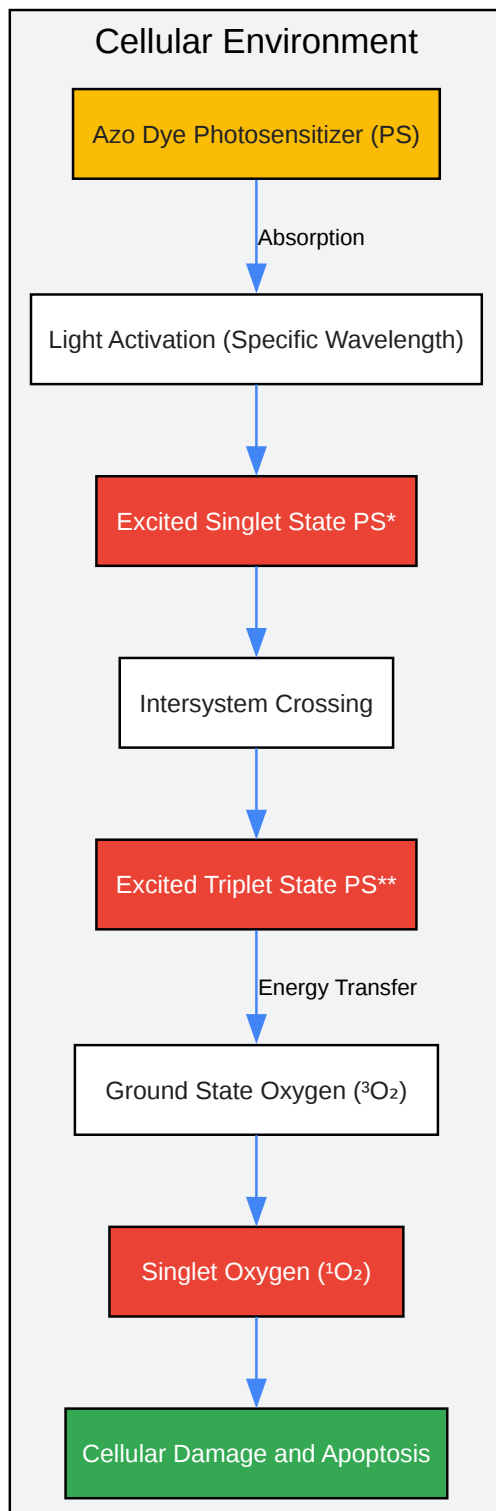 Cellular Environment
Azo Dye Photosensitizer (PS)
Absorption
Light Activation (Specific Wavelength)
Excited Singlet State PS*
Intersystem Crossing
Excited Triplet State PS**
Energy Transfer
Ground State Oxygen (³O₂)
Singlet Oxygen (¹O₂)
Cellular Damage and Apoptosis